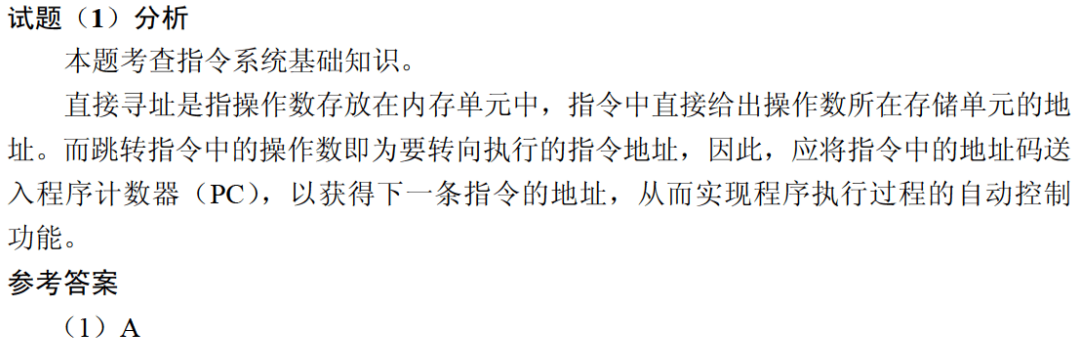 试题（1）分析
本题考查指令系统基础知识。
直接寻址是指操作数存放在内存单元中，指令中直接给出操作数所在存储单元的地
址。而跳转指令中的操作数即为要转向执行的指令地址，因此，应将指令中的地址码送
入程序计数器（PC），以获得下一条指令的地址，从而实现程序执行过程的自动控制
功能。
参考答案
（1）A